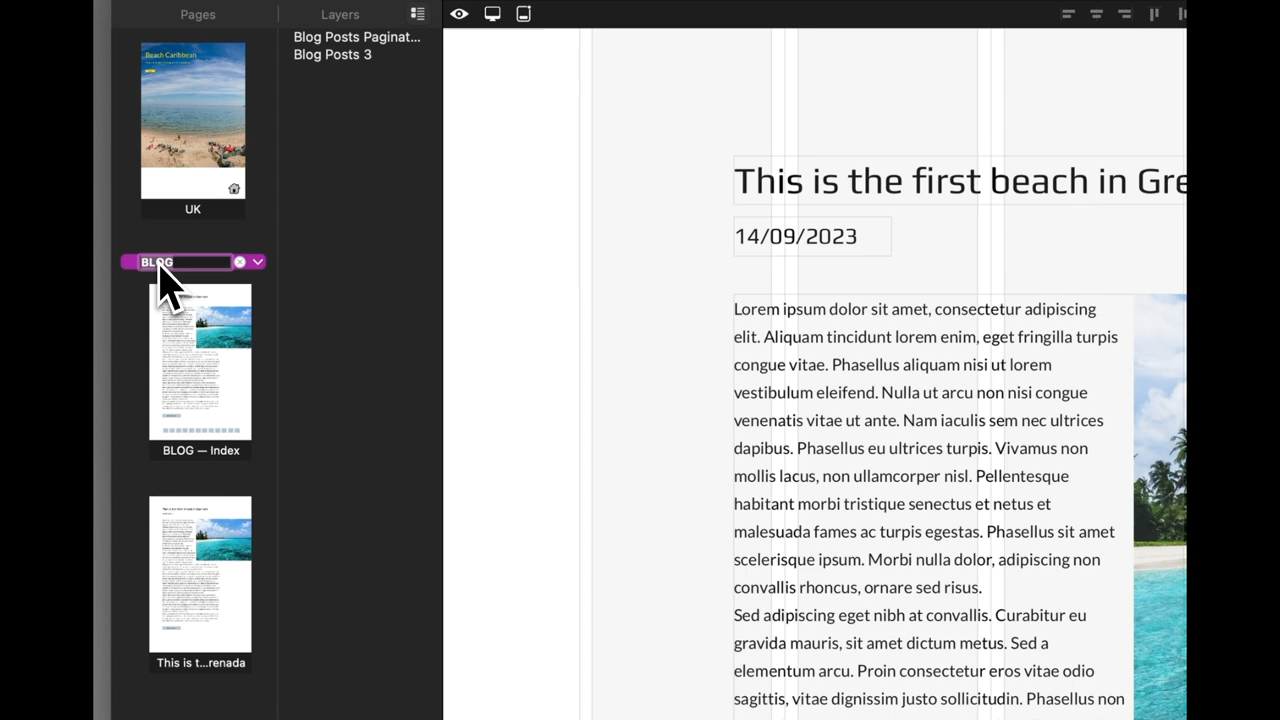 Pages
Layers
Blog Posts Paginat...
Blog Posts 3
Beach Caribbean
UK
BLOG
BLOG — Index
This is t...renada
This is the first beach in Gre
14/09/2023
Lorem ipsum dolor sit amet, consectetur adipiscing
elit. Aliquam tincidunt lorem enim, eget fringilla turpis
congue vitae. Phasellus aliquam nisi ut lorem
vestibulum eleifend. Nulla ut arcu non nisi congue
venenatis vitae ut ante. Nam iaculis sem nec ultrices
dapibus. Phasellus eu ultrices turpis. Vivamus non
mollis lacus, non ullamcorper nisl. Pellentesque
habitant morbi tristique senectus et netus et
malesuada fames ac turpis egestas. Phasellus sit amet
scelerisque ipsum. Morbi nulla dolor, adipiscing non
convallis rhoncus, ornare sed risus.
Sed adipiscing eget nibh at convallis. Curabitur eu
gravida mauris, sit amet dictum metus. Sed a
elementum arcu. Proin consectetur eros vitae odio
sagittis, vitae dignissim justo sollicitudin. Phasellus non